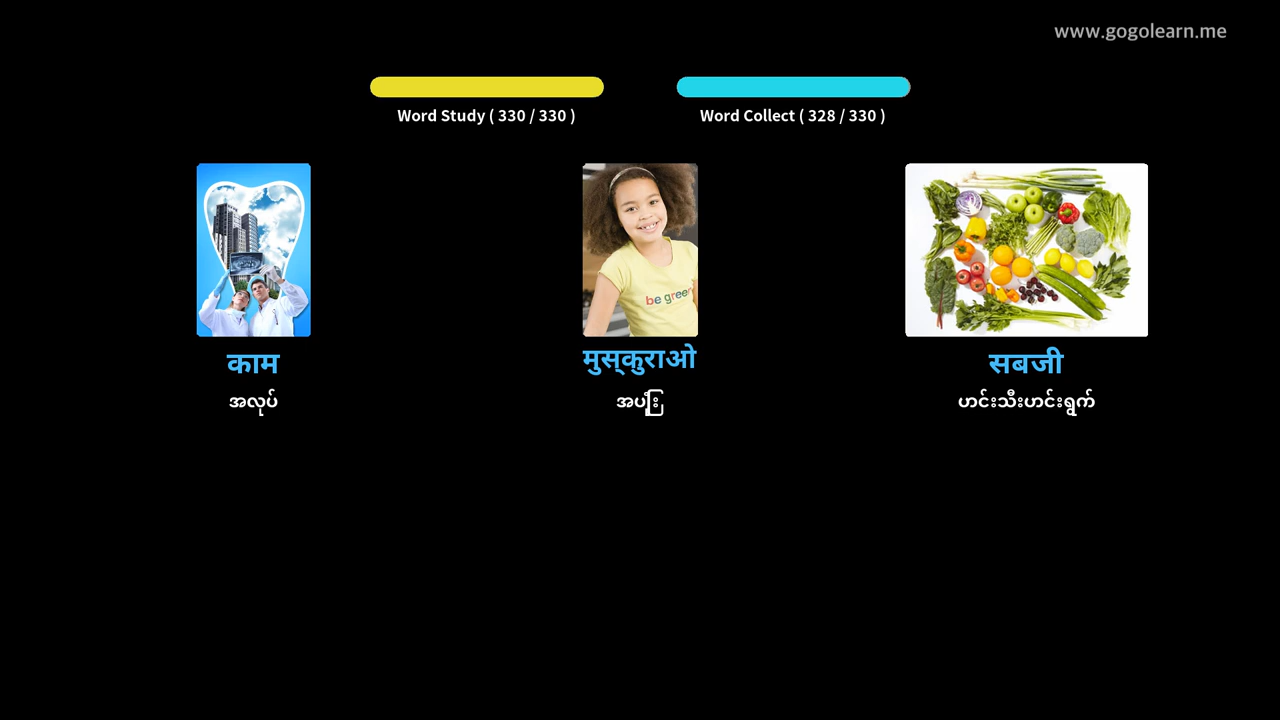 www.gogolearn.me
Word Study ( 330 / 330 )
Word Collect ( 328 / 330 )
be green
काम
मुस्कुराओ
सबजी
အလုပ်
အပြုံး
ဟင်းသီးဟင်းရွက်